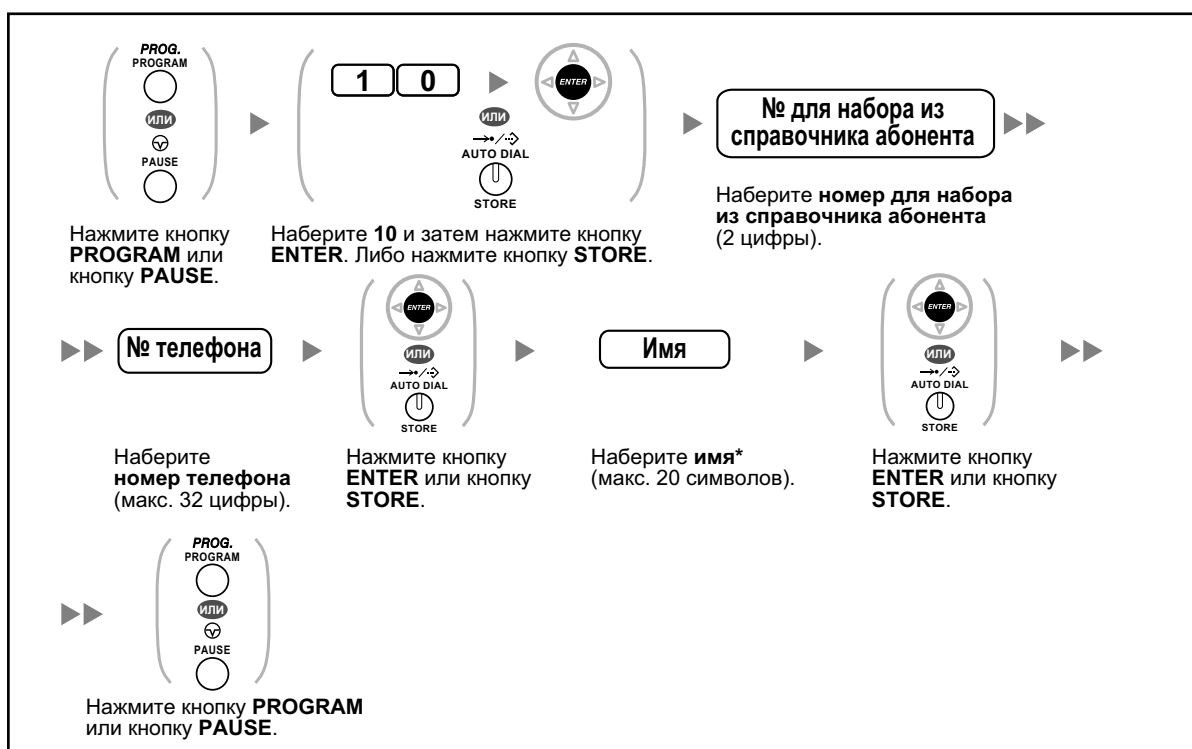 PROG.
PROGRAM
или
PAUSE
Нажмите кнопку
PROGRAM или
кнопку PAUSE.
1 0
ENTER
или
AUTO DIAL
STORE
Наберите 10 и затем нажмите кнопку
ENTER. Либо нажмите кнопку STORE.
№ для набора из
справочника абонента
Наберите номер для набора
из справочника абонента
(2 цифры).
№ телефона
Наберите
номер телефона
(макс. 32 цифры).
ENTER
или
AUTO DIAL
STORE
Нажмите кнопку
ENTER или кнопку
STORE.
Имя
Наберите имя*
(макс. 20 символов).
ENTER
или
AUTO DIAL
STORE
Нажмите кнопку
ENTER или кнопку
STORE.
PROG.
PROGRAM
или
PAUSE
Нажмите кнопку PROGRAM
или кнопку PAUSE.